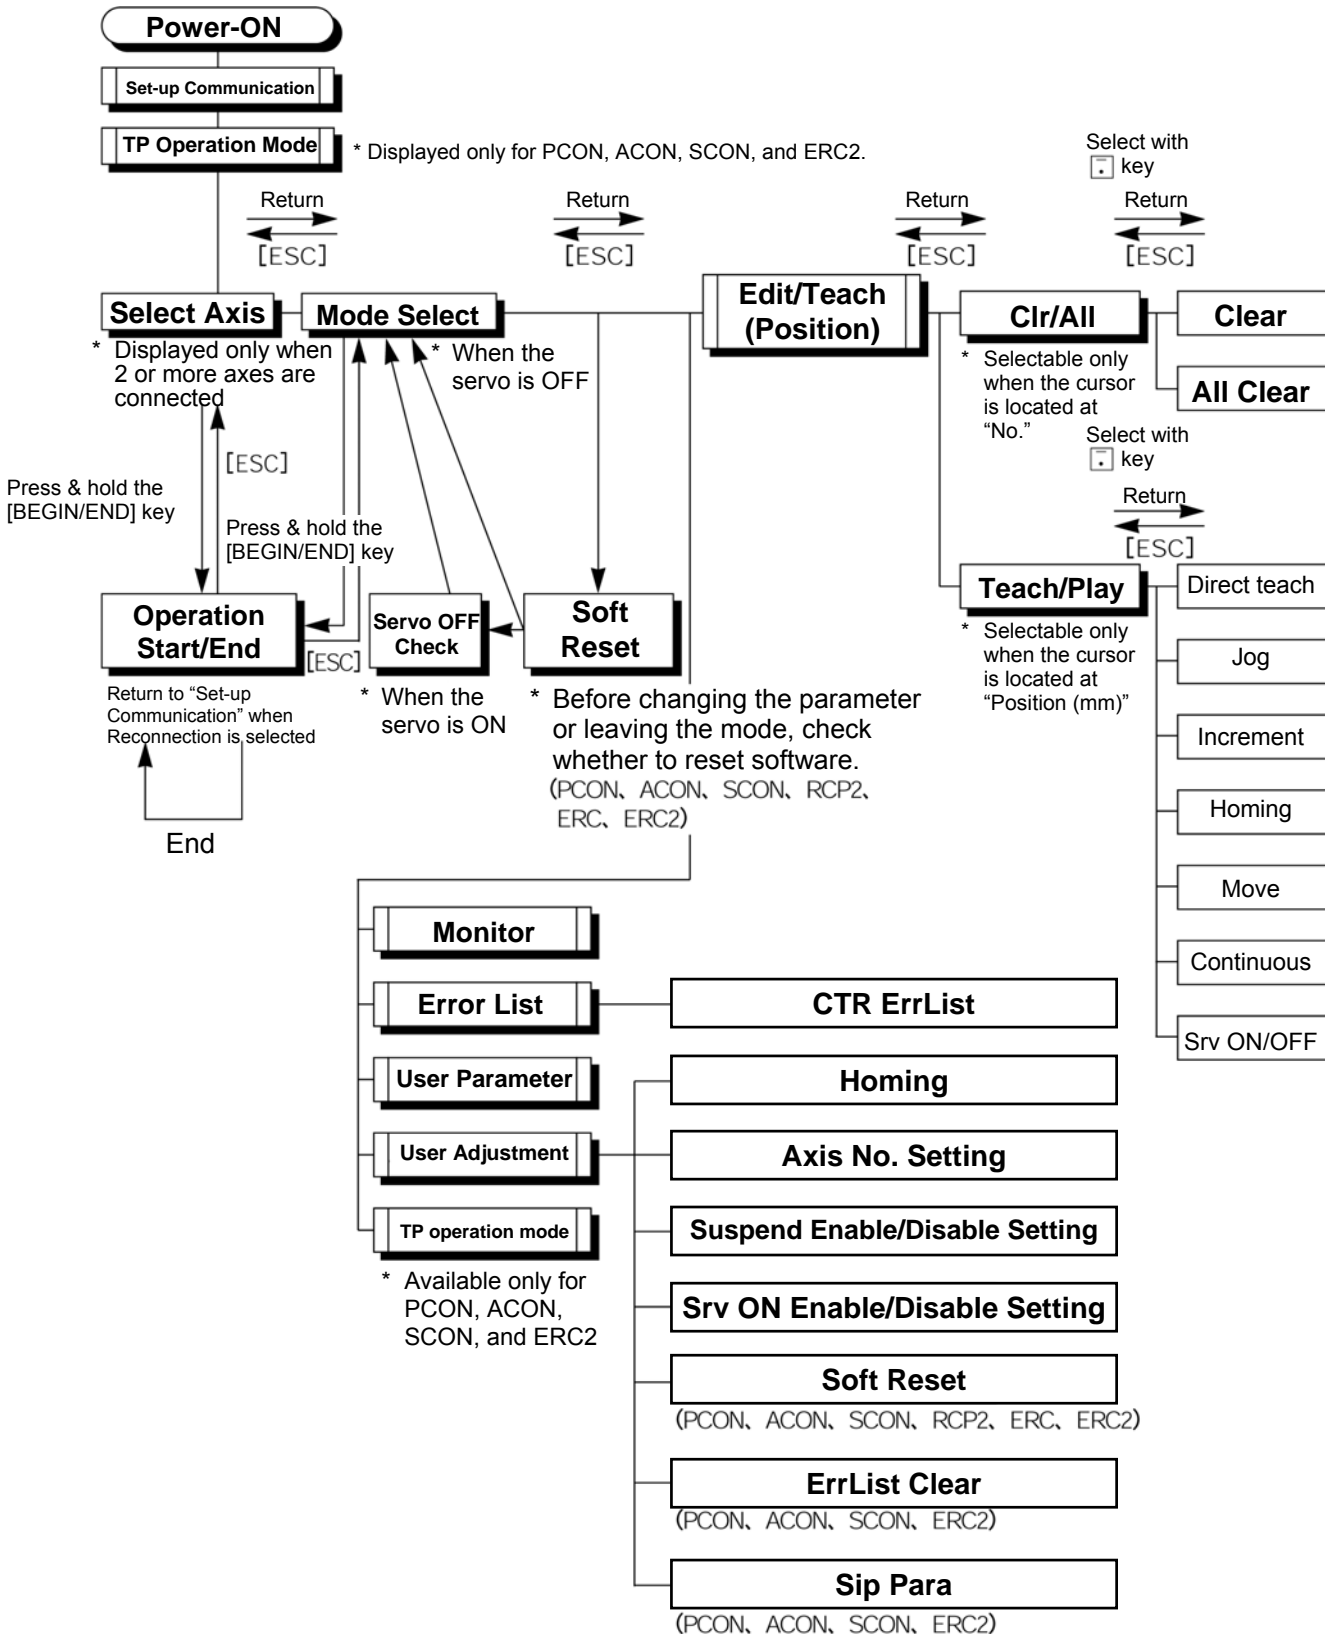 Power-ON
Set-up Communication
TP Operation Mode
* Displayed only for PCON, ACON, SCON, and ERC2.
Select with
key
Return
[ESC]
Return
[ESC]
Return
[ESC]
Return
[ESC]
Select Axis
* Displayed only when
2 or more axes are
connected
Mode Select
* When the
servo is OFF
Edit/Teach
(Position)
Clr/All
* Selectable only
when the cursor
is located at
“No.”
Clear
All Clear
Select with
key
Return
[ESC]
[ESC]
Press & hold the
[BEGIN/END] key
Press & hold the
[BEGIN/END] key
Operation
Start/End
[ESC]
Return to “Set-up
Communication” when
Reconnection is selected
End
Servo OFF
Check
* When the
servo is ON
Soft
Reset
* Before changing the parameter
or leaving the mode, check
whether to reset software.
(PCON、ACON、SCON、RCP2、
ERC、ERC2)
Teach/Play
* Selectable only
when the cursor
is located at
“Position (mm)”
Direct teach
Jog
Increment
Homing
Move
Continuous
Srv ON/OFF
Monitor
Error List
CTR ErrList
User Parameter
User Adjustment
TP operation mode
* Available only for
PCON, ACON,
SCON, and ERC2
Homing
Axis No. Setting
Suspend Enable/Disable Setting
Srv ON Enable/Disable Setting
Soft Reset
(PCON、ACON、SCON、RCP2、ERC、ERC2)
ErrList Clear
(PCON、ACON、SCON、ERC2)
Sip Para
(PCON、ACON、SCON、ERC2)